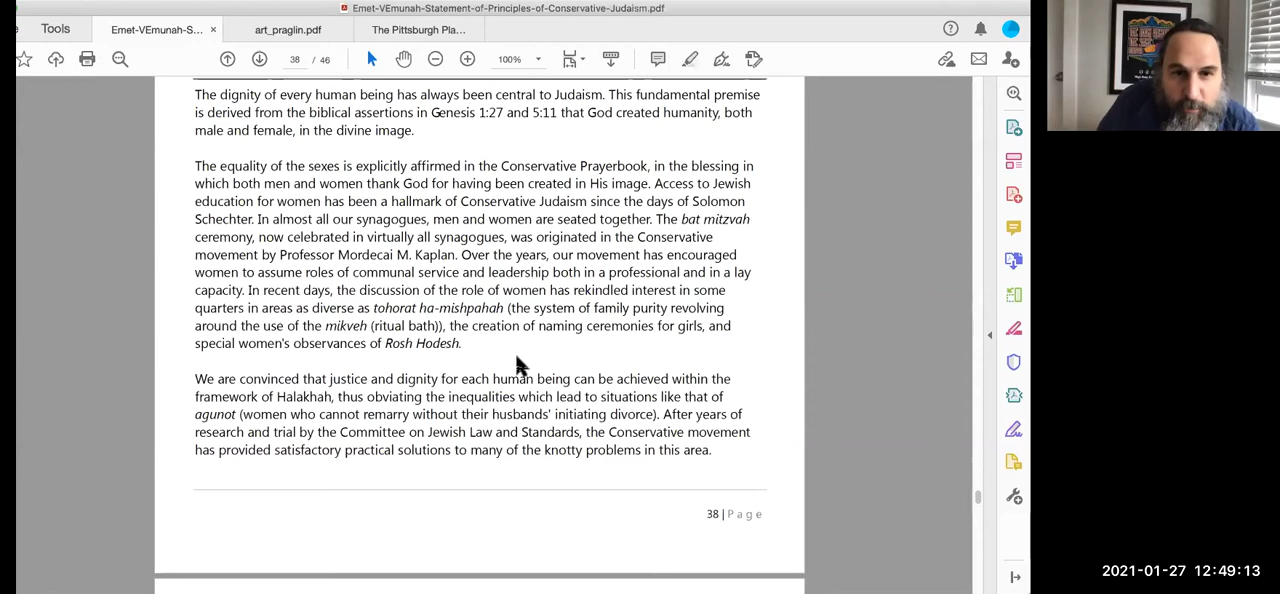 Emet-VEmunah-Statement-of-Principles-of-Conservative-Judaism.pdf
Tools
Emet-VEmunah-S... ×
art_praglin.pdf
The Pittsburgh Pla...
38 / 46
100%
The dignity of every human being has always been central to Judaism. This fundamental premise
is derived from the biblical assertions in Genesis 1:27 and 5:11 that God created humanity, both
male and female, in the divine image.
The equality of the sexes is explicitly affirmed in the Conservative Prayerbook, in the blessing in
which both men and women thank God for having been created in His image. Access to Jewish
education for women has been a hallmark of Conservative Judaism since the days of Solomon
Schechter. In almost all our synagogues, men and women are seated together. The bat mitzvah
ceremony, now celebrated in virtually all synagogues, was originated in the Conservative
movement by Professor Mordecai M. Kaplan. Over the years, our movement has encouraged
women to assume roles of communal service and leadership both in a professional and in a lay
capacity. In recent days, the discussion of the role of women has rekindled interest in some
quarters in areas as diverse as tohorat ha-mishpahah (the system of family purity revolving
around the use of the mikveh (ritual bath)), the creation of naming ceremonies for girls, and
special women's observances of Rosh Hodesh.
We are convinced that justice and dignity for each human being can be achieved within the
framework of Halakhah, thus obviating the inequalities which lead to situations like that of
agunot (women who cannot remarry without their husbands' initiating divorce). After years of
research and trial by the Committee on Jewish Law and Standards, the Conservative movement
has provided satisfactory practical solutions to many of the knotty problems in this area.
38 | Page
2021-01-27 12:49:13